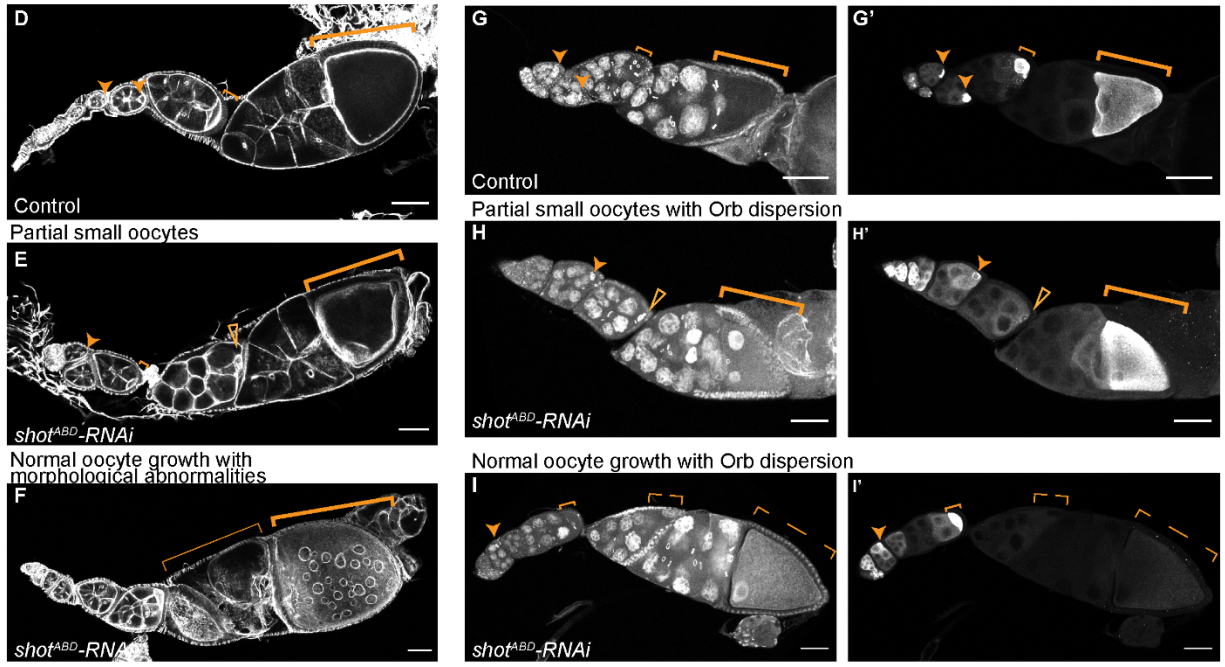 D
Control
Partial small oocytes
E
shotABD-RNAi
Normal oocyte growth with
morphological abnormalities
F
shotABD-RNAi
G
Control
G’
Partial small oocytes with Orb dispersion
H
shotABD-RNAi
H’
Normal oocyte growth with Orb dispersion
I
shotABD-RNAi
I’